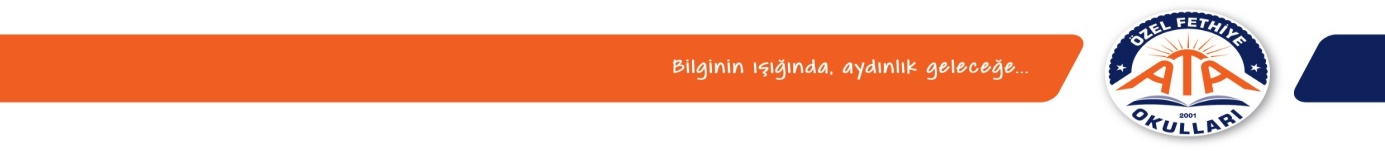 Bilginin ışığında, aydınlık geleceğe...
ÖZEL FETHİYE
ATA
2001
OKULLARI